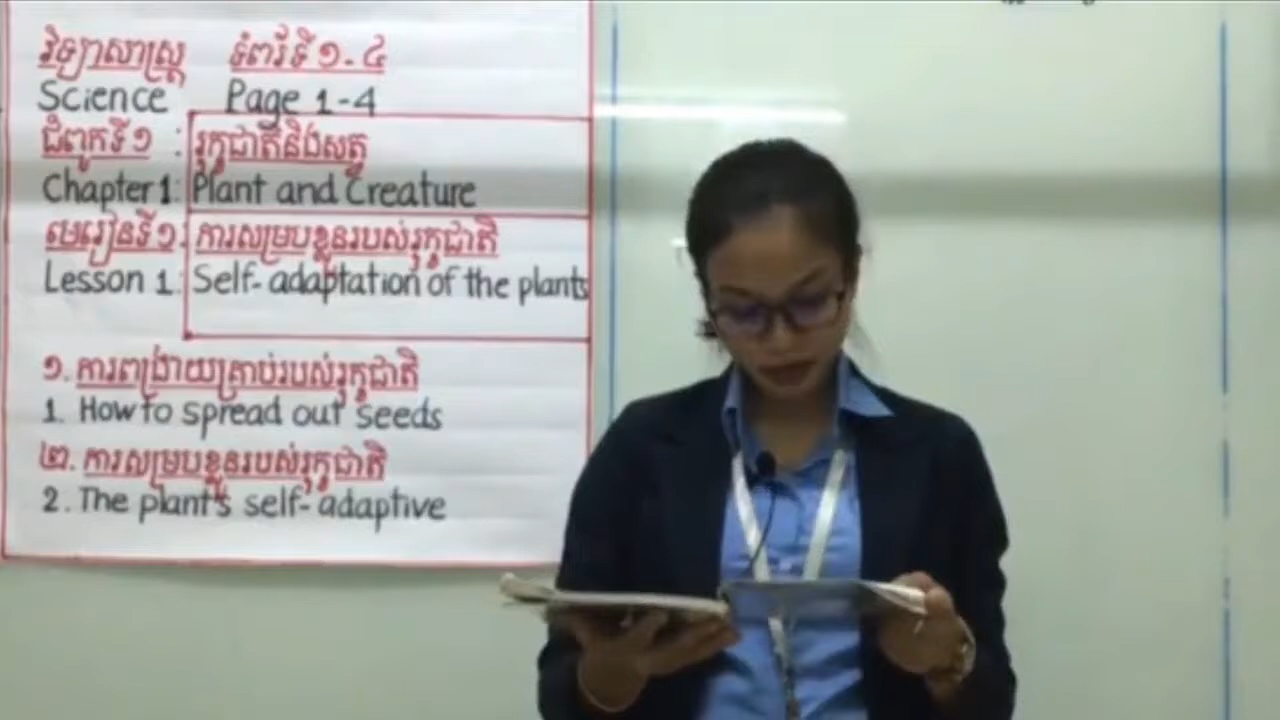 វិទ្យាសាស្ត្រ ទំព័រទី ១-៤
Science Page 1-4
ជំពូកទី១ : រុក្ខជាតិនិងសត្វ
Chapter 1: Plant and Creature
មេរៀនទី១: ការសម្របខ្លួនរបស់រុក្ខជាតិ
Lesson 1: Self-adaptation of the plants
១. ការពង្រាយគ្រាប់របស់រុក្ខជាតិ
1. How to spread out seeds
២. ការសម្របខ្លួនរបស់រុក្ខជាតិ
2. The plant's self-adaptive